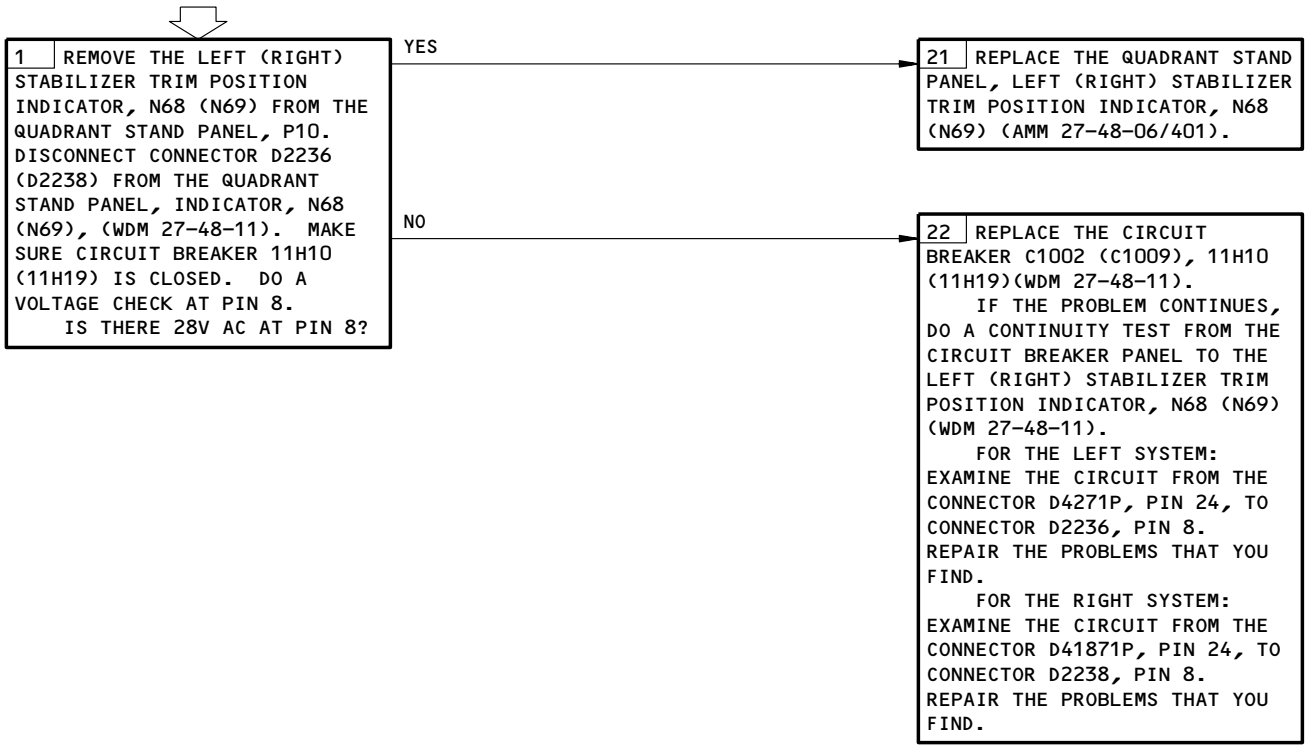 1 REMOVE THE LEFT (RIGHT)
STABILIZER TRIM POSITION
INDICATOR, N68 (N69) FROM THE
QUADRANT STAND PANEL, P10.
DISCONNECT CONNECTOR D2236
(D2238) FROM THE QUADRANT
STAND PANEL, INDICATOR, N68
(N69), (WDM 27-48-11). MAKE
SURE CIRCUIT BREAKER 11H10
(11H19) IS CLOSED. DO A
VOLTAGE CHECK AT PIN 8.
IS THERE 28V AC AT PIN 8?
YES
21 REPLACE THE QUADRANT STAND
PANEL, LEFT (RIGHT) STABILIZER
TRIM POSITION INDICATOR, N68
(N69) (AMM 27-48-06/401).
NO
22 REPLACE THE CIRCUIT
BREAKER C1002 (C1009), 11H10
(11H19)(WDM 27-48-11).
IF THE PROBLEM CONTINUES,
DO A CONTINUITY TEST FROM THE
CIRCUIT BREAKER PANEL TO THE
LEFT (RIGHT) STABILIZER TRIM
POSITION INDICATOR, N68 (N69)
(WDM 27-48-11).
FOR THE LEFT SYSTEM:
EXAMINE THE CIRCUIT FROM THE
CONNECTOR D4271P, PIN 24, TO
CONNECTOR D2236, PIN 8.
REPAIR THE PROBLEMS THAT YOU
FIND.
FOR THE RIGHT SYSTEM:
EXAMINE THE CIRCUIT FROM THE
CONNECTOR D41871P, PIN 24, TO
CONNECTOR D2238, PIN 8.
REPAIR THE PROBLEMS THAT YOU
FIND.